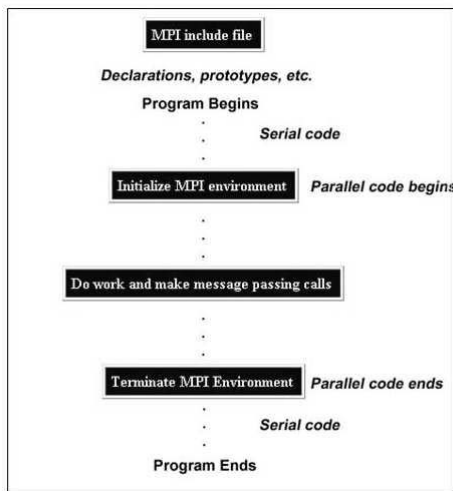 MPI include file
Declarations, prototypes, etc.
Program Begins
Serial code
Initialize MPI environment
Parallel code begins
Do work and make message passing calls
Terminate MPI Environment
Parallel code ends
Serial code
Program Ends